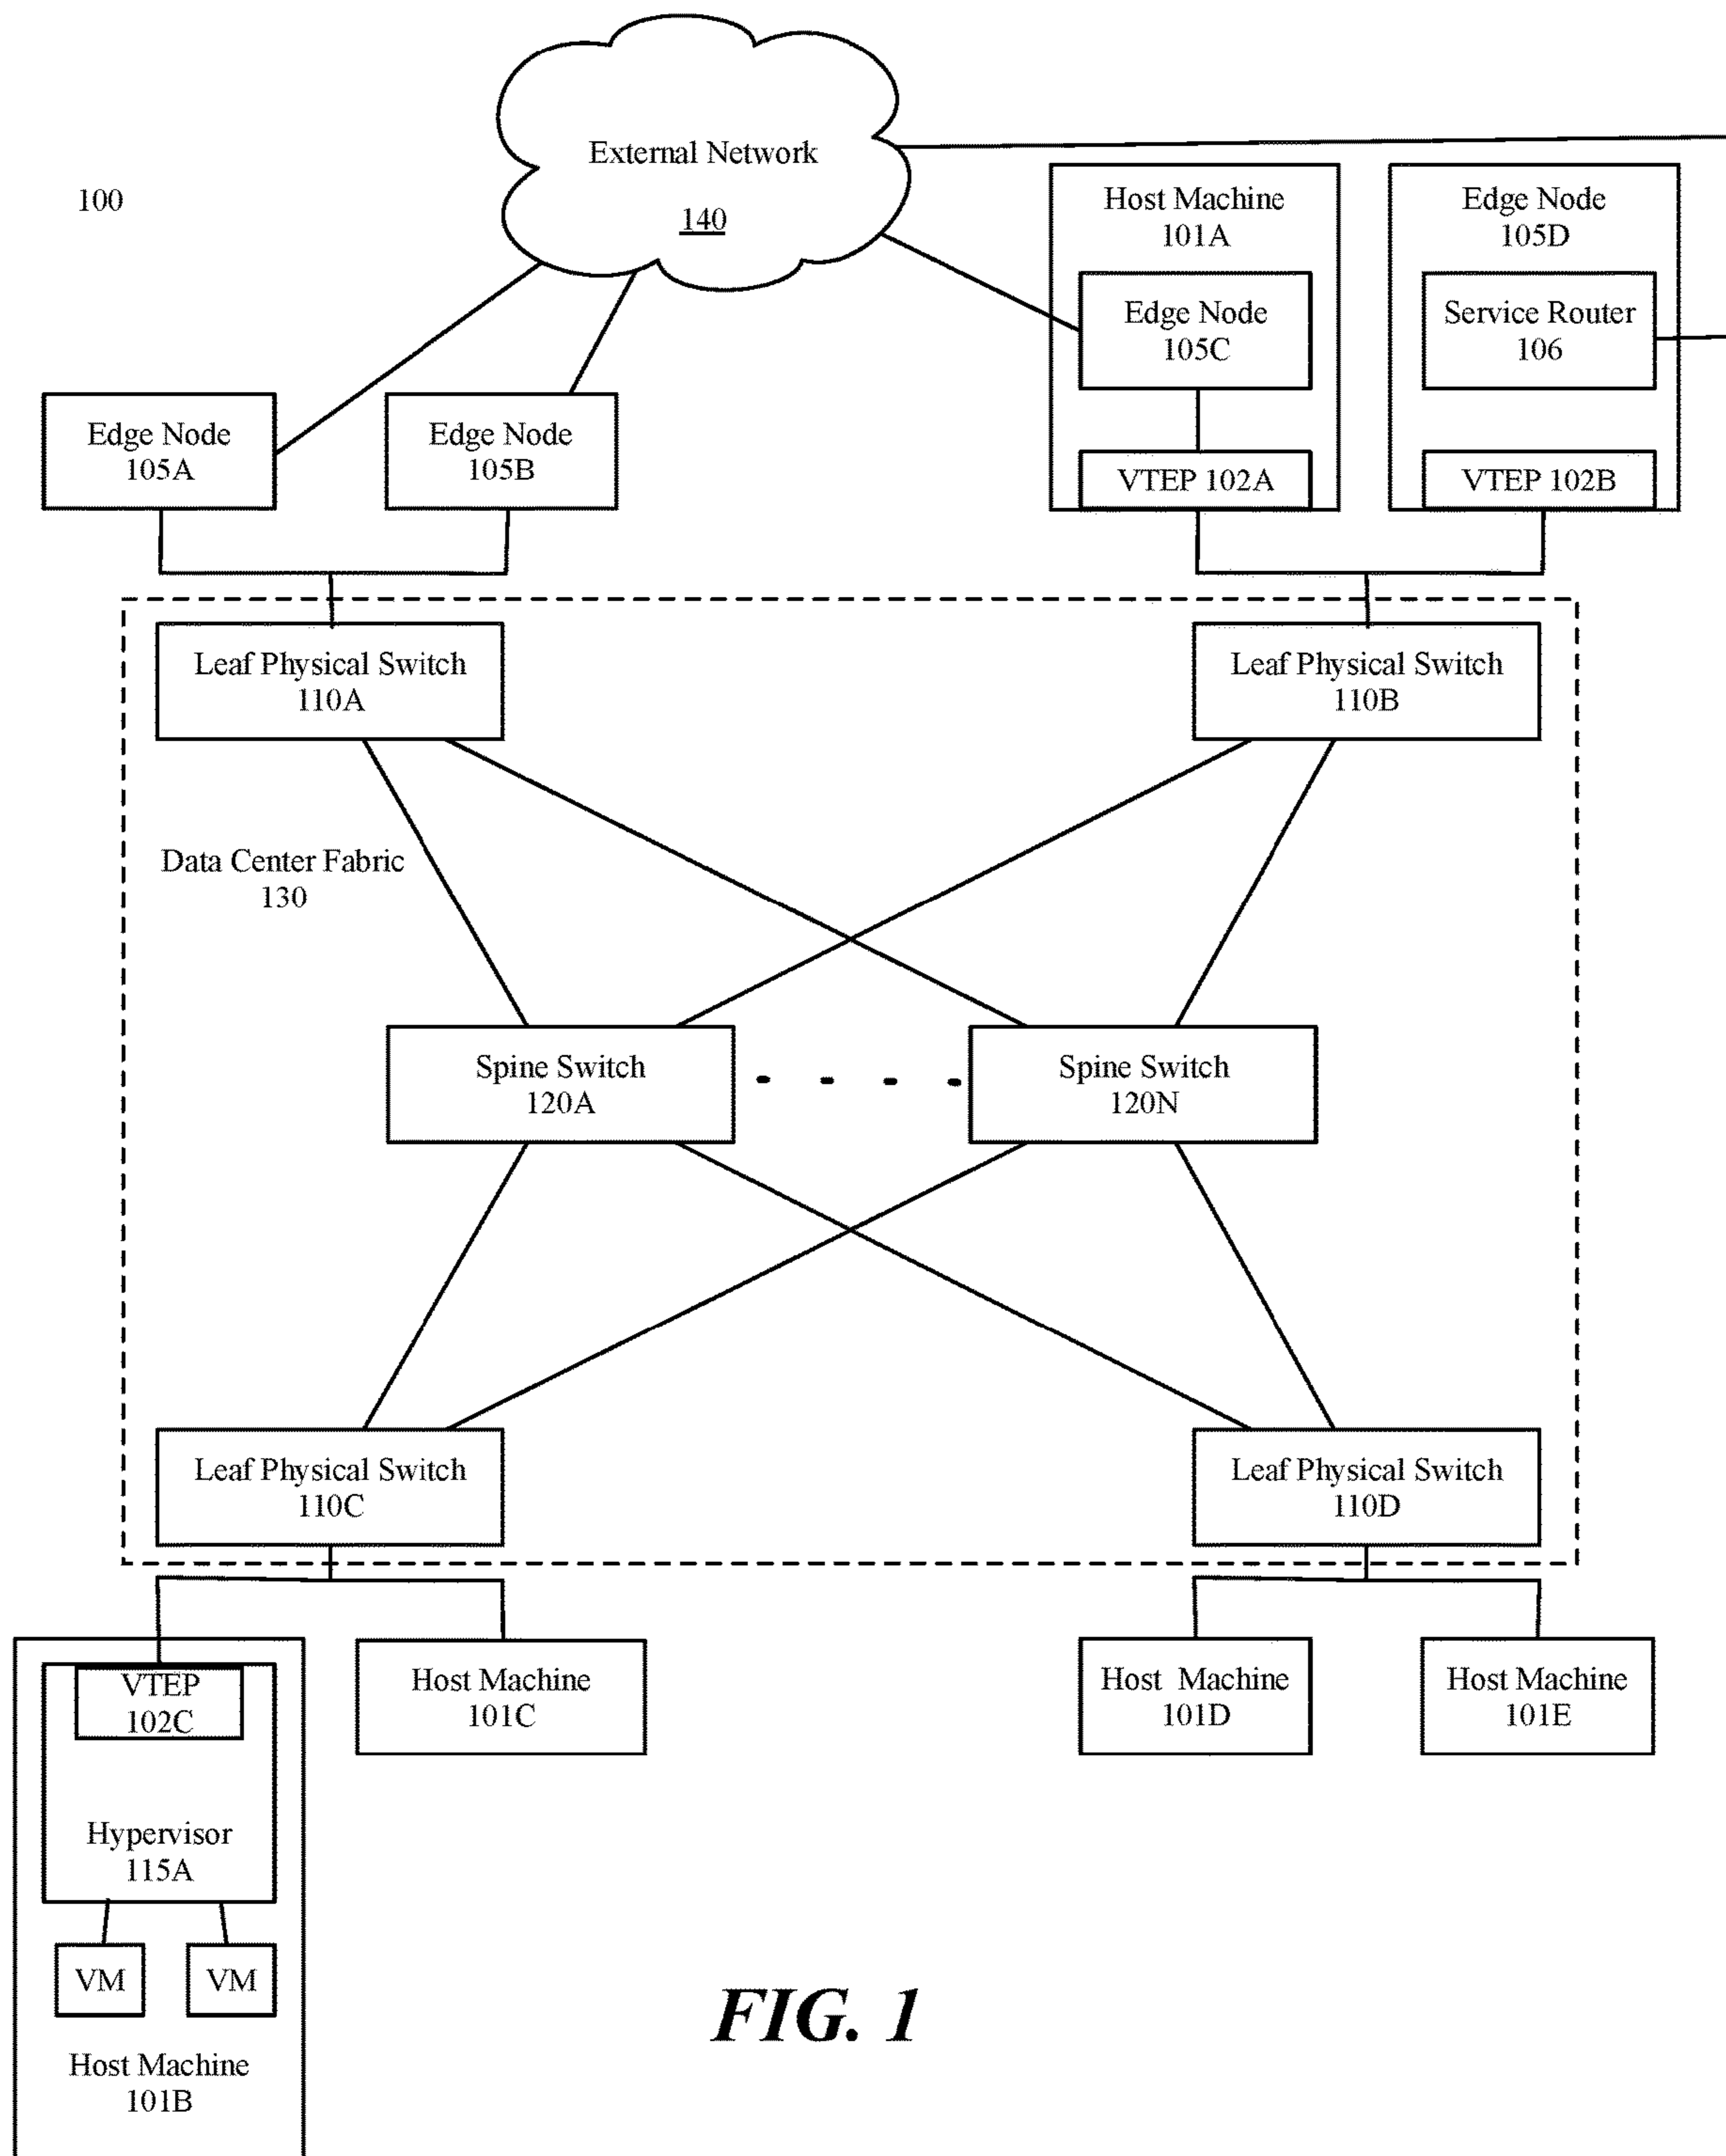 External Network
140
100
Host Machine
101A
Edge Node
105D
Edge Node
105C
Service Router
106
Edge Node
105A
Edge Node
105B
VTEP 102A
VTEP 102B
Leaf Physical Switch
110A
Leaf Physical Switch
110B
Data Center Fabric
130
Spine Switch
120A
Spine Switch
120N
Leaf Physical Switch
110C
Leaf Physical Switch
110D
VTEP
102C
Host Machine
101C
Host Machine
101D
Host Machine
101E
Hypervisor
115A
VM
VM
Host Machine
101B
FIG. 1